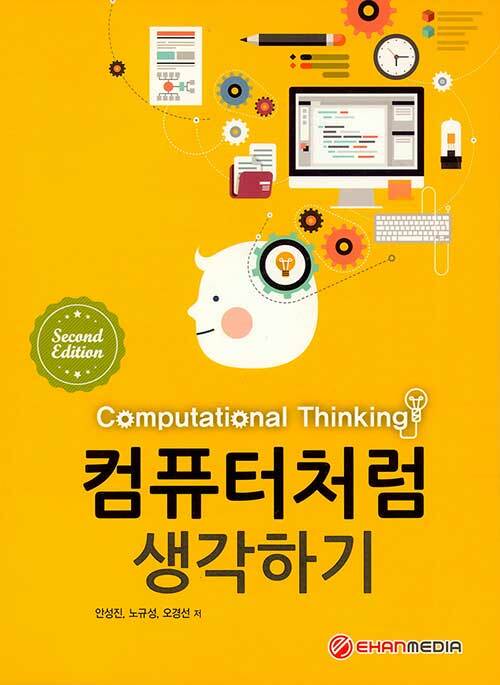 Second
Edition
Computational Thinking
컴퓨터처럼
생각하기
안성진, 노규성, 오경선 저
EHANMEDIA